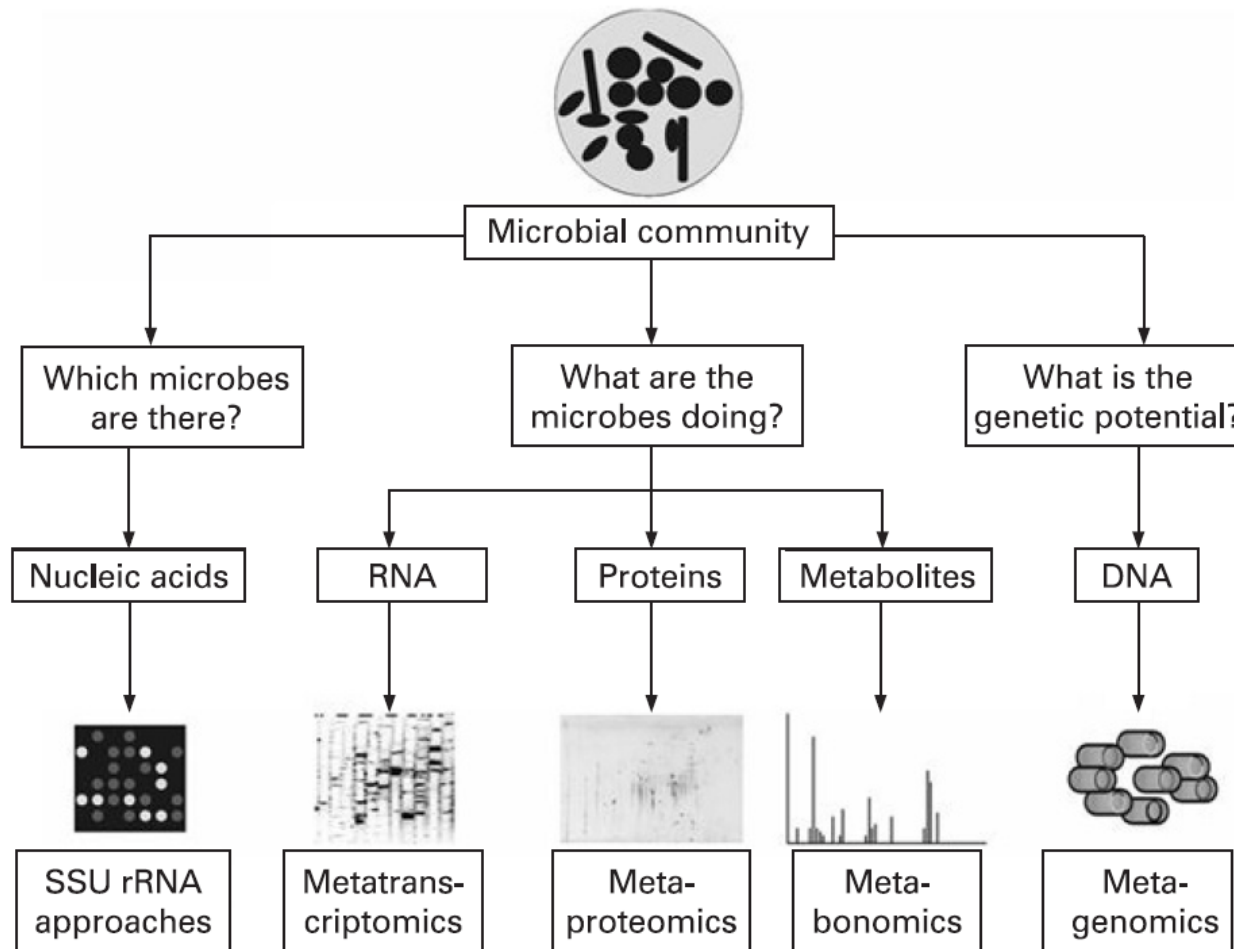 Microbial community
Which microbes
are there?
What are the
microbes doing?
What is the
genetic potential?
Nucleic acids
RNA
Proteins
Metabolites
DNA
SSU rRNA
approaches
Metatrans-
criptomics
Meta-
proteomics
Meta-
bonomics
Meta-
genomics